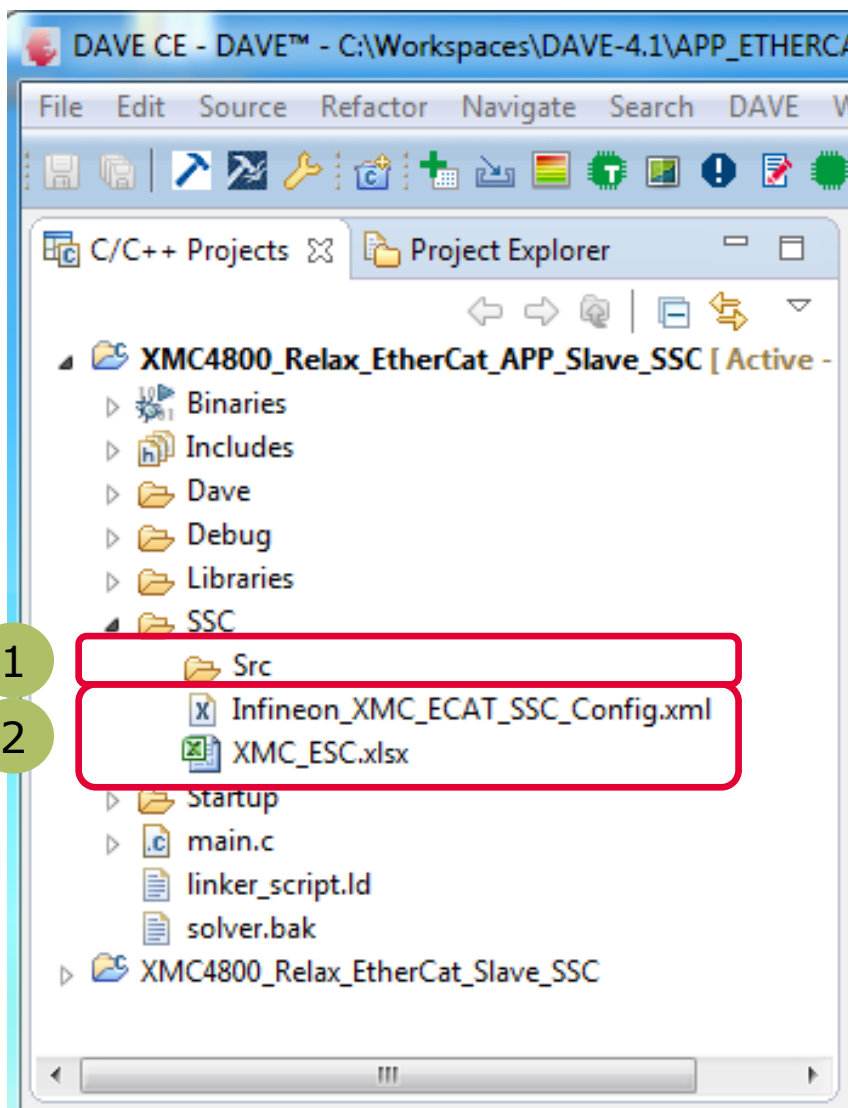 DAVE CE - DAVE™ - C:\Workspaces\DAVE-4.1\APP_ETHERCA
File Edit Source Refactor Navigate Search DAVE W
C/C++ Projects Project Explorer
XMC4800_Relax_EtherCat_APP_Slave_SSC [ Active -
Binaries
Includes
Dave
Debug
Libraries
SSC
1 Src
Infineon_XMC_ECAT_SSC_Config.xml
2 XMC_ESC.xlsx
Startup
main.c
linker_script.ld
solver.bak
XMC4800_Relax_EtherCat_Slave_SSC